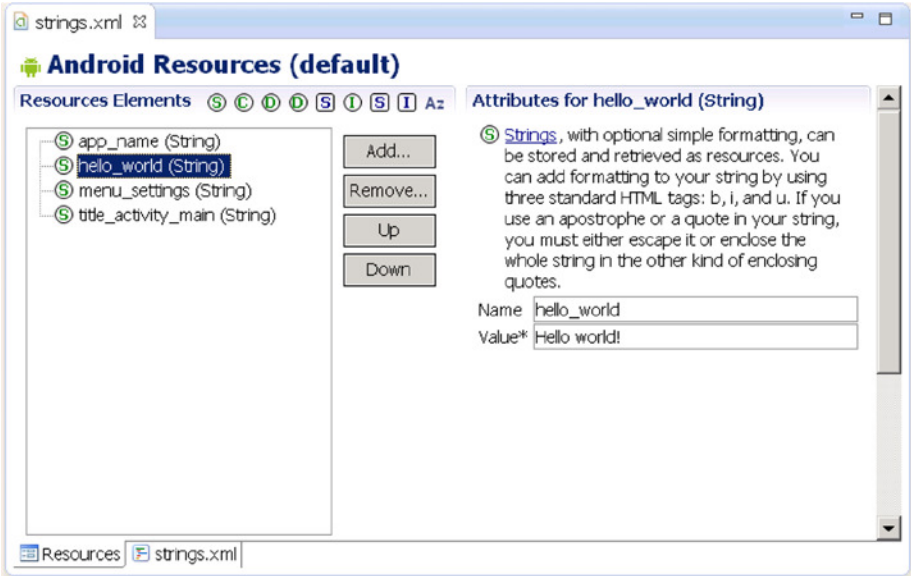 strings.xml
Android Resources (default)
Resources Elements S C D D S I S I Az
S app_name (String)
S hello_world (String)
S menu_settings (String)
S title_activity_main (String)
Add...
Remove...
Up
Down
Attributes for hello_world (String)
S Strings, with optional simple formatting, can
be stored and retrieved as resources. You
can add formatting to your string by using
three standard HTML tags: b, i, and u. If you
use an apostrophe or a quote in your string,
you must either escape it or enclose the
whole string in the other kind of enclosing
quotes.
Name hello_world
Value* Hello world!
Resources strings.xml